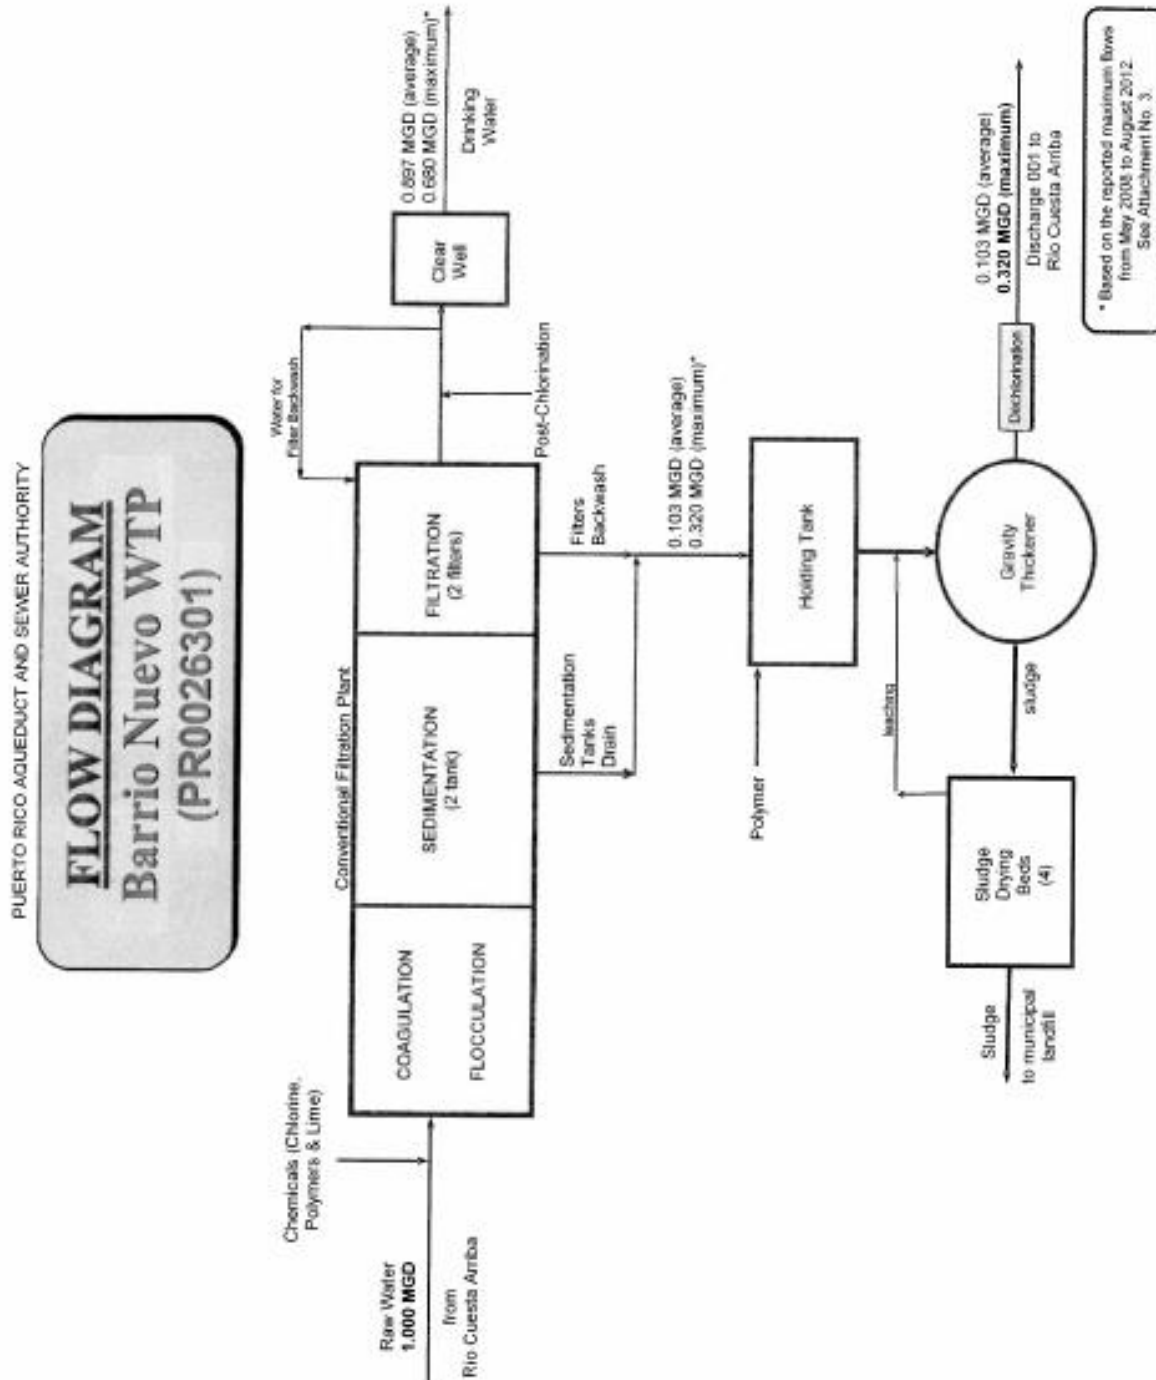 PUERTO RICO AQUEDUCT AND SEWER AUTHORITY
FLOW DIAGRAM
Barrio Nuevo WTP
(PR0026301)
Raw Water
1.000 MGD
from
Rio Cuesta Arriba
Chemicals (Chlorine,
Polymers & Lime)
Conventional Filtration Plant
COAGULATION
FLOCCULATION
SEDIMENTATION
(2 tank)
FILTRATION
(2 filters)
Water for
Filter Backwash
Post-Chlorination
Clear
Well
0.897 MGD (average)
0.680 MGD (maximum)*
Drinking
Water
Sedimentation
Tanks
Drain
Filters
Backwash
0.103 MGD (average)
0.320 MGD (maximum)*
Polymer
Holding Tank
leaching
Gravity
Thickener
sludge
Sludge
Drying
Beds
(4)
Sludge
to municipal
landfill
Dechlorination
0.103 MGD (average)
0.320 MGD (maximum)
Discharge 001 to
Rio Cuesta Arriba
* Based on the reported maximum flows
from May 2008 to August 2012.
See Attachment No. 3.